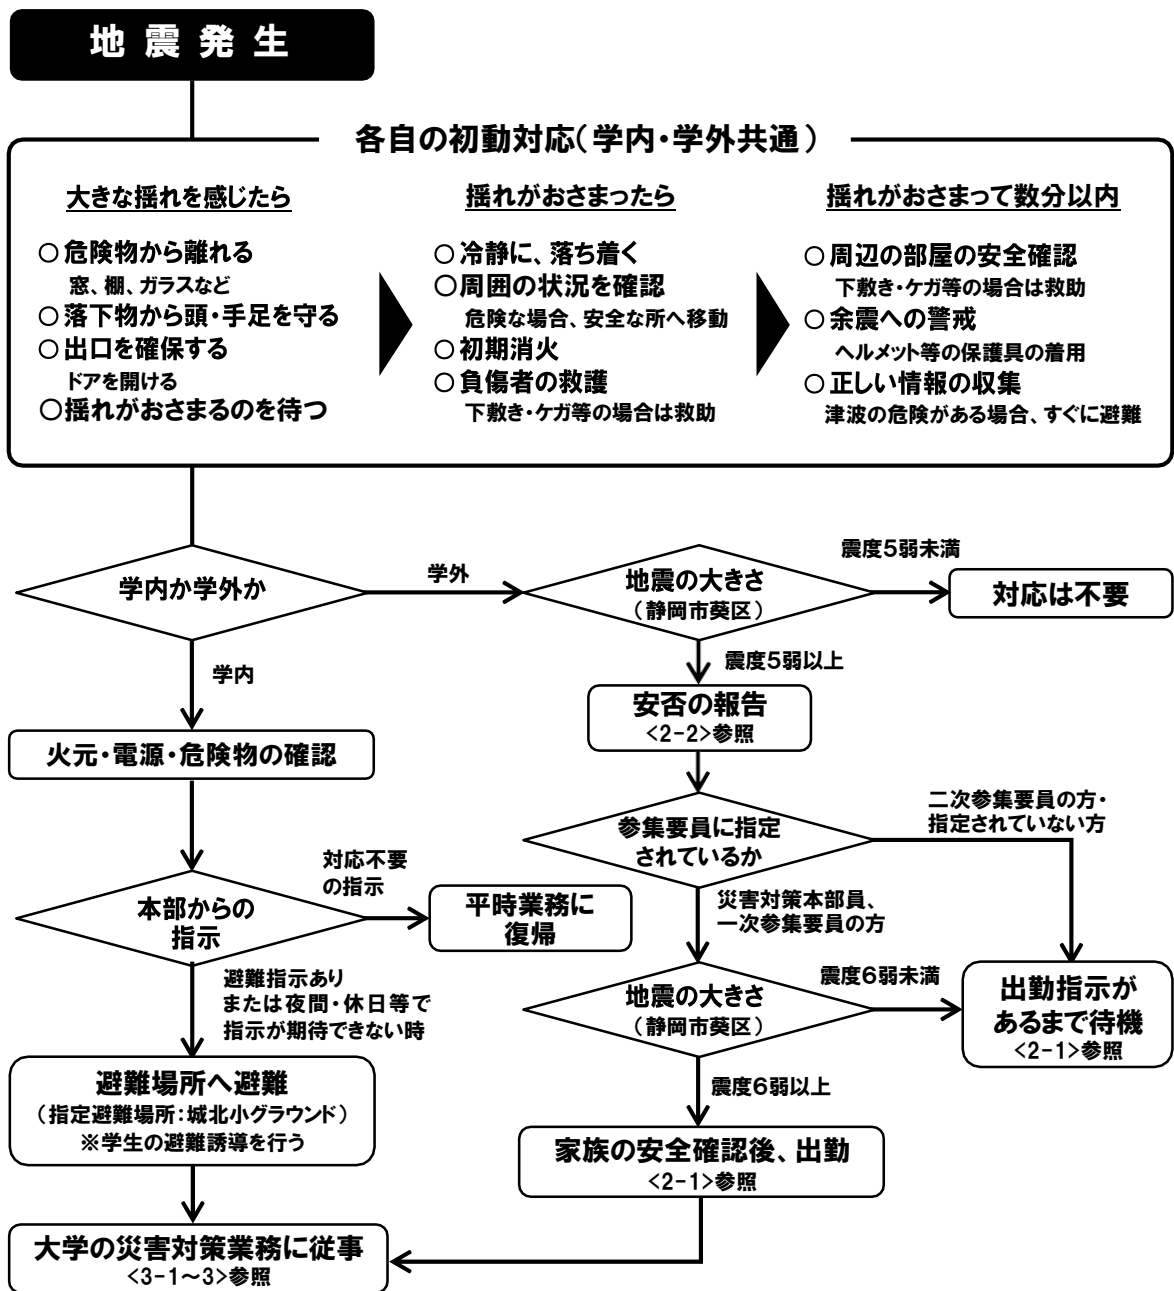 地震発生
各自の初動対応(学内・学外共通)
大きな揺れを感じたら
○危険物から離れる
窓、棚、ガラスなど
○落下物から頭・手足を守る
○出口を確保する
ドアを開ける
○揺れがおさまるのを待つ
揺れがおさまったら
○冷静に、落ち着く
○周囲の状況を確認
危険な場合、安全な所へ移動
○初期消火
○負傷者の救護
下敷き・ケガ等の場合は救助
揺れがおさまって数分以内
○周辺の部屋の安全確認
下敷き・ケガ等の場合は救助
○余震への警戒
ヘルメット等の保護具の着用
○正しい情報の収集
津波の危険がある場合、すぐに避難
学内か学外か
学外
地震の大きさ
(静岡市葵区)
震度5弱未満
対応は不要
学内
震度5弱以上
安否の報告
<2-2>参照
火元・電源・危険物の確認
参集要員に指定
されているか
二次参集要員の方・
指定されていない方
本部からの
指示
対応不要
の指示
平時業務に
復帰
災害対策本部員、
一次参集要員の方
避難指示あり
または夜間・休日等で
指示が期待できない時
地震の大きさ
(静岡市葵区)
震度6弱未満
出勤指示が
あるまで待機
<2-1>参照
避難場所へ避難
(指定避難場所:城北小グラウンド)
※学生の避難誘導を行う
震度6弱以上
家族の安全確認後、出勤
<2-1>参照
大学の災害対策業務に従事
<3-1~3>参照